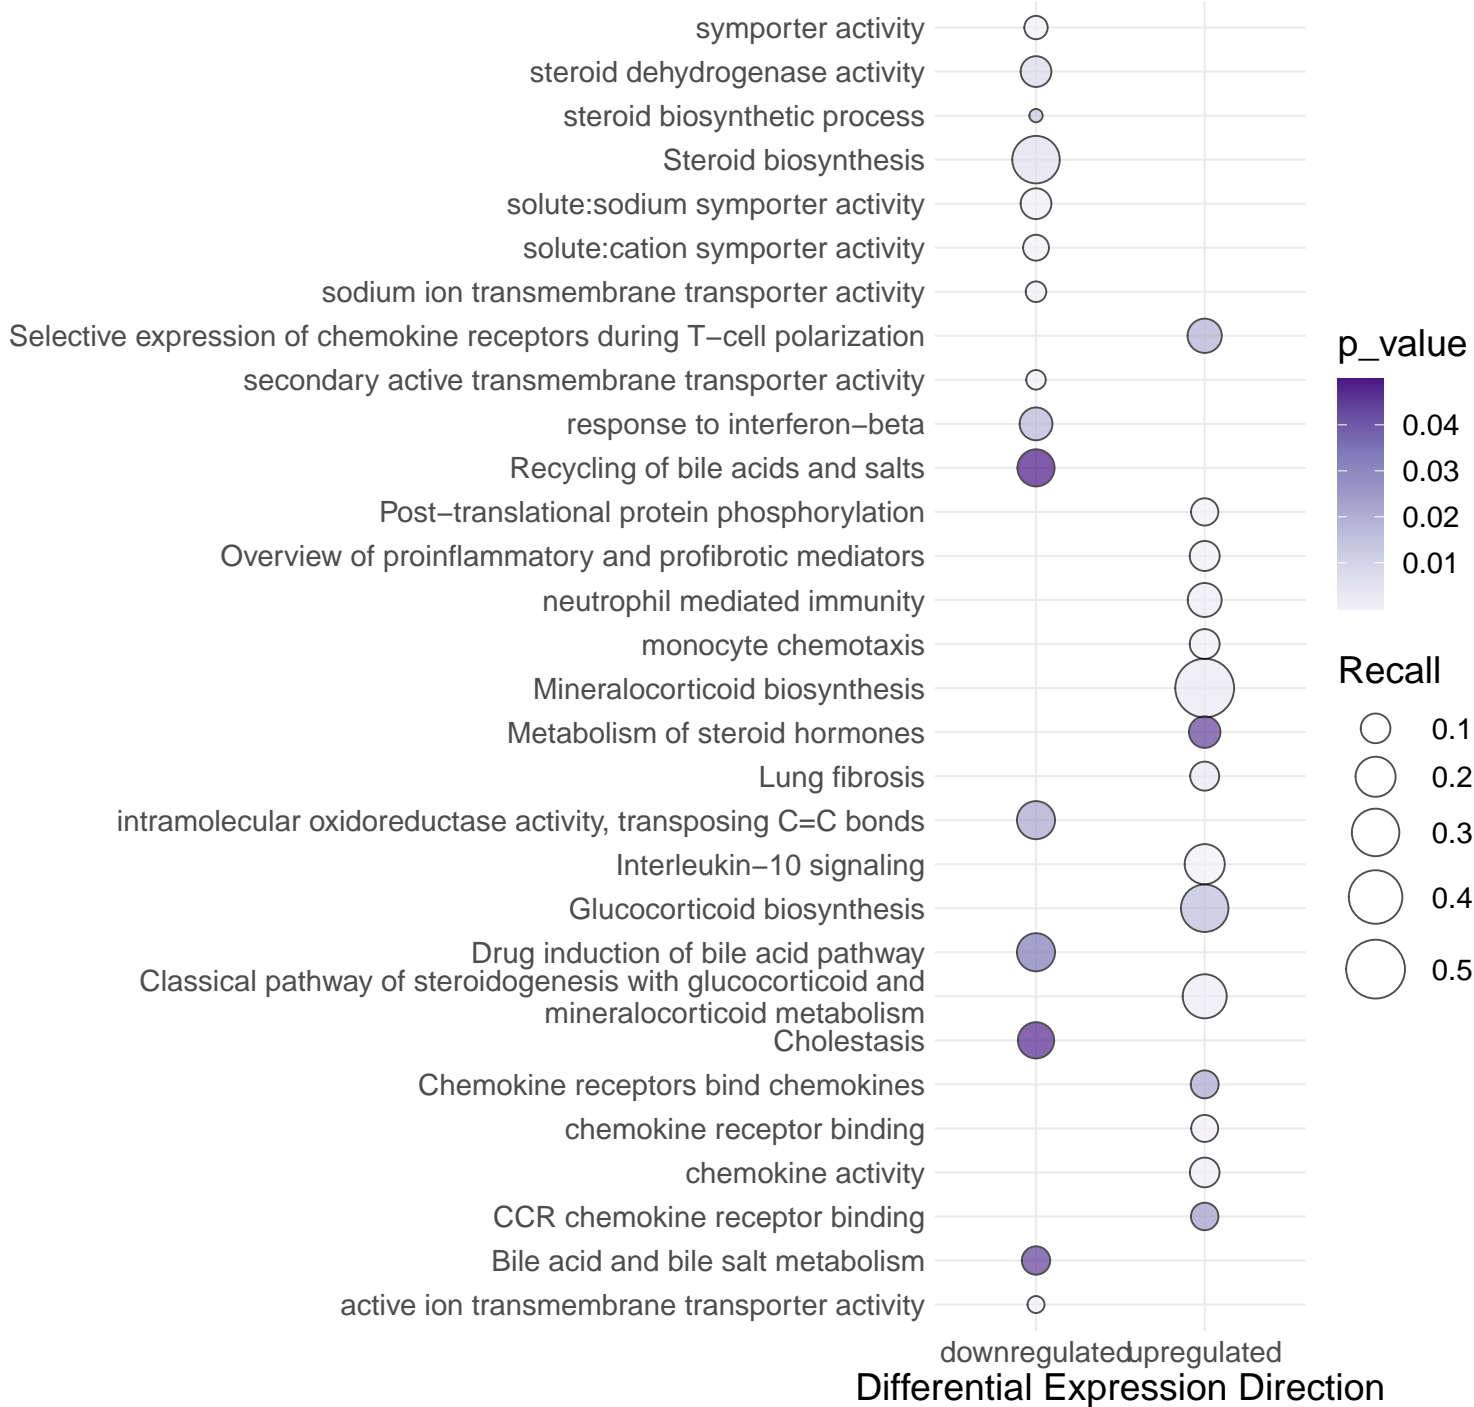 symporter activity
steroid dehydrogenase activity
steroid biosynthetic process
Steroid biosynthesis
solute:sodium symporter activity
solute:cation symporter activity
sodium ion transmembrane transporter activity
Selective expression of chemokine receptors during T−cell polarization
secondary active transmembrane transporter activity
response to interferon−beta
Recycling of bile acids and salts
Post−translational protein phosphorylation
Overview of proinflammatory and profibrotic mediators
neutrophil mediated immunity
monocyte chemotaxis
Mineralocorticoid biosynthesis
Metabolism of steroid hormones
Lung fibrosis
intramolecular oxidoreductase activity, transposing C=C bonds
Interleukin−10 signaling
Glucocorticoid biosynthesis
Drug induction of bile acid pathway
Classical pathway of steroidogenesis with glucocorticoid and
mineralocorticoid metabolism
Cholestasis
Chemokine receptors bind chemokines
chemokine receptor binding
chemokine activity
CCR chemokine receptor binding
Bile acid and bile salt metabolism
active ion transmembrane transporter activity
downregulated upregulated
Differential Expression Direction
p_value
0.04
0.03
0.02
0.01
Recall
0.1
0.2
0.3
0.4
0.5